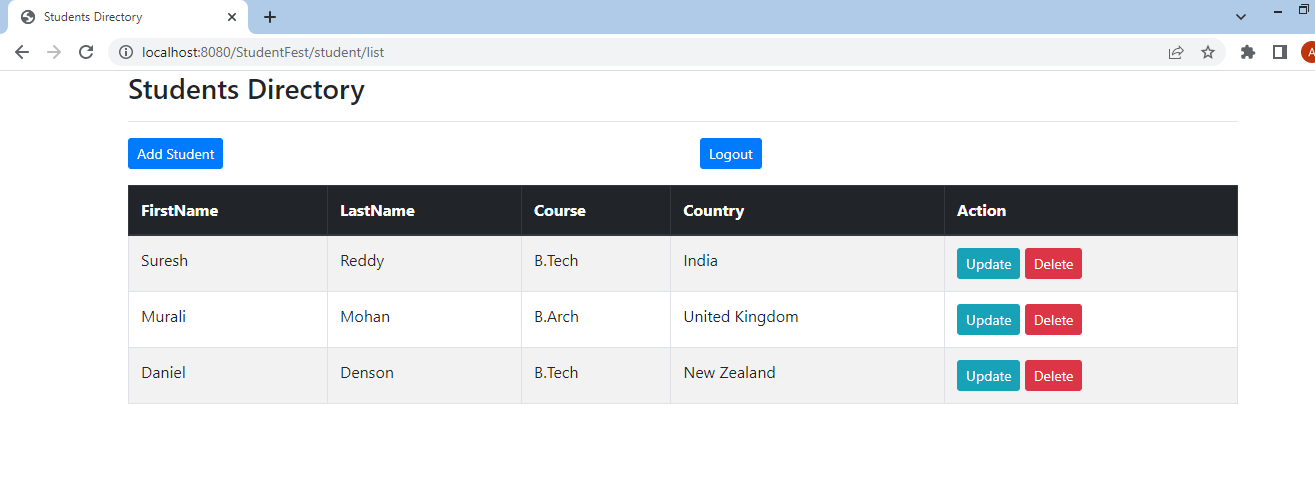 Students Directory
localhost:8080/StudentFest/student/list
A
Students Directory
Add Student Logout
FirstName LastName Course Country Action
Suresh Reddy B.Tech India Update Delete
Murali Mohan B.Arch United Kingdom Update Delete
Daniel Denson B.Tech New Zealand Update Delete